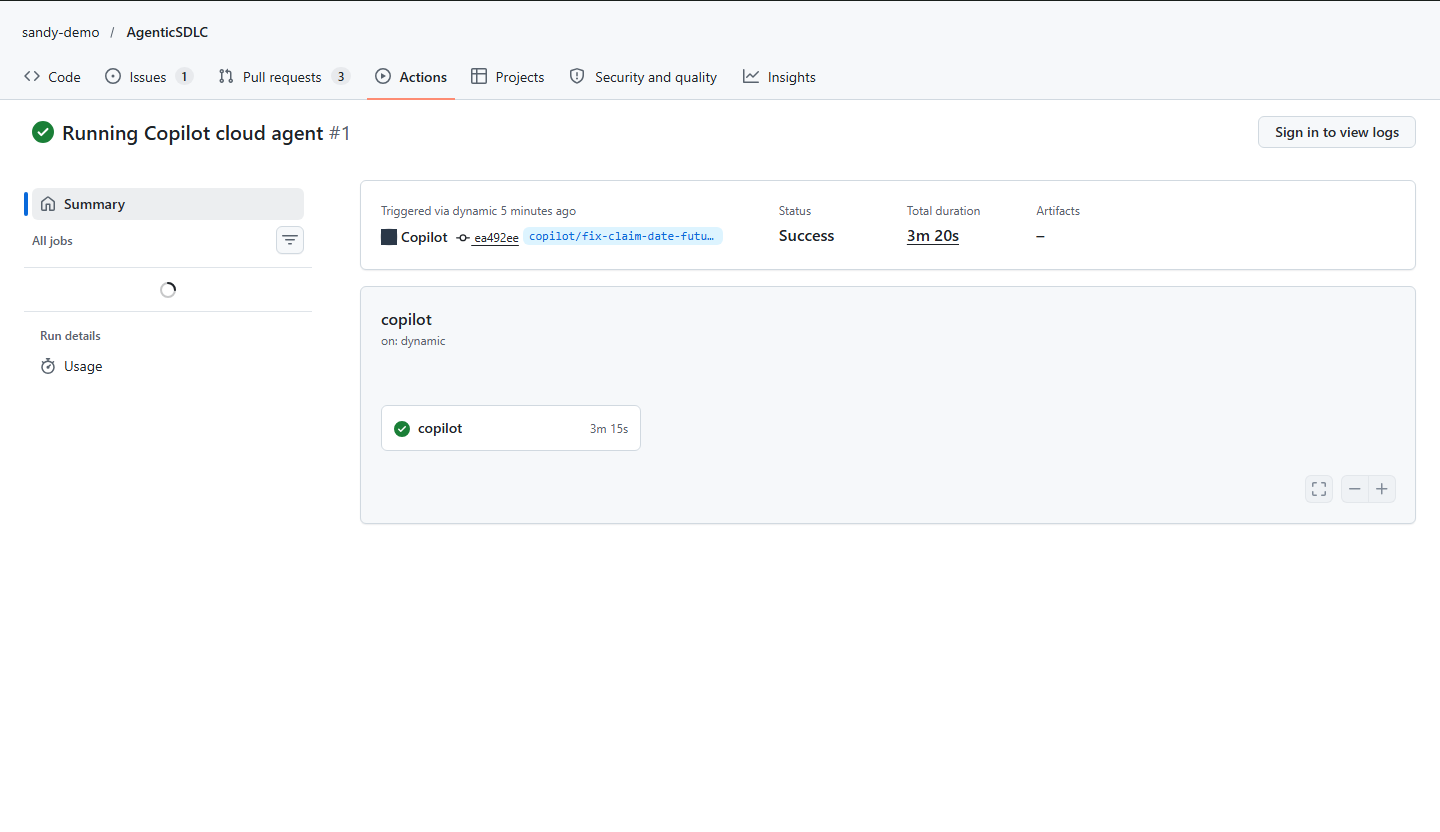 sandy-demo / AgenticSDLC
Code Issues 1 Pull requests 3 Actions Projects Security and quality Insights
Running Copilot cloud agent #1
Sign in to view logs
Summary
All jobs
Run details
Usage
Triggered via dynamic 5 minutes ago
Copilot ea492ee copilot/fix-claim-date-futu…
Status
Success
Total duration
3m 20s
Artifacts
–
copilot
on: dynamic
copilot 3m 15s